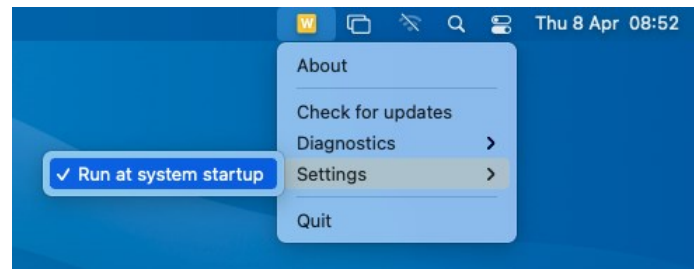 W
Thu 8 Apr 08:52
About
Check for updates
Diagnostics
✓ Run at system startup
Settings
Quit